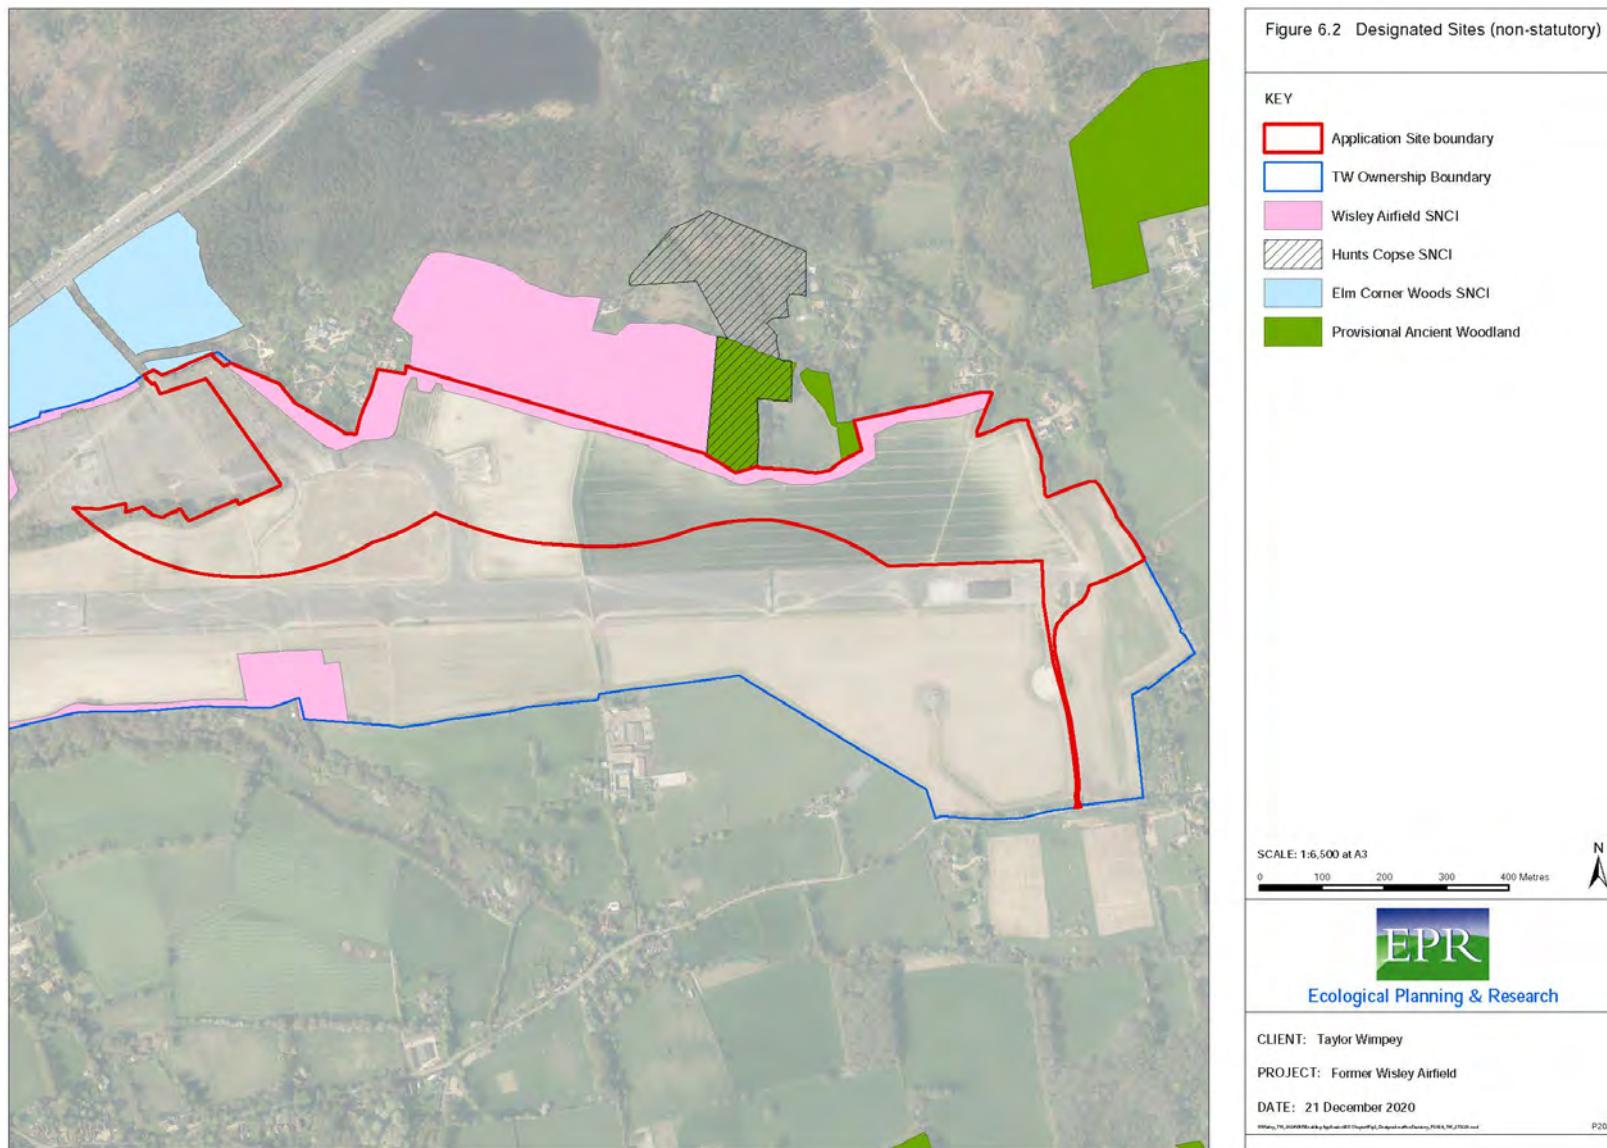 Figure 6.2 Designated Sites (non-statutory)
KEY
Application Site boundary
TW Ownership Boundary
Wisley Airfield SNCI
Hunts Copse SNCI
Elm Corner Woods SNCI
Provisional Ancient Woodland
SCALE: 1:6,500 at A3
N
0 100 200 300 400 Metres
EPR
Ecological Planning & Research
CLIENT: Taylor Wimpey
PROJECT: Former Wisley Airfield
DATE: 21 December 2020
P20